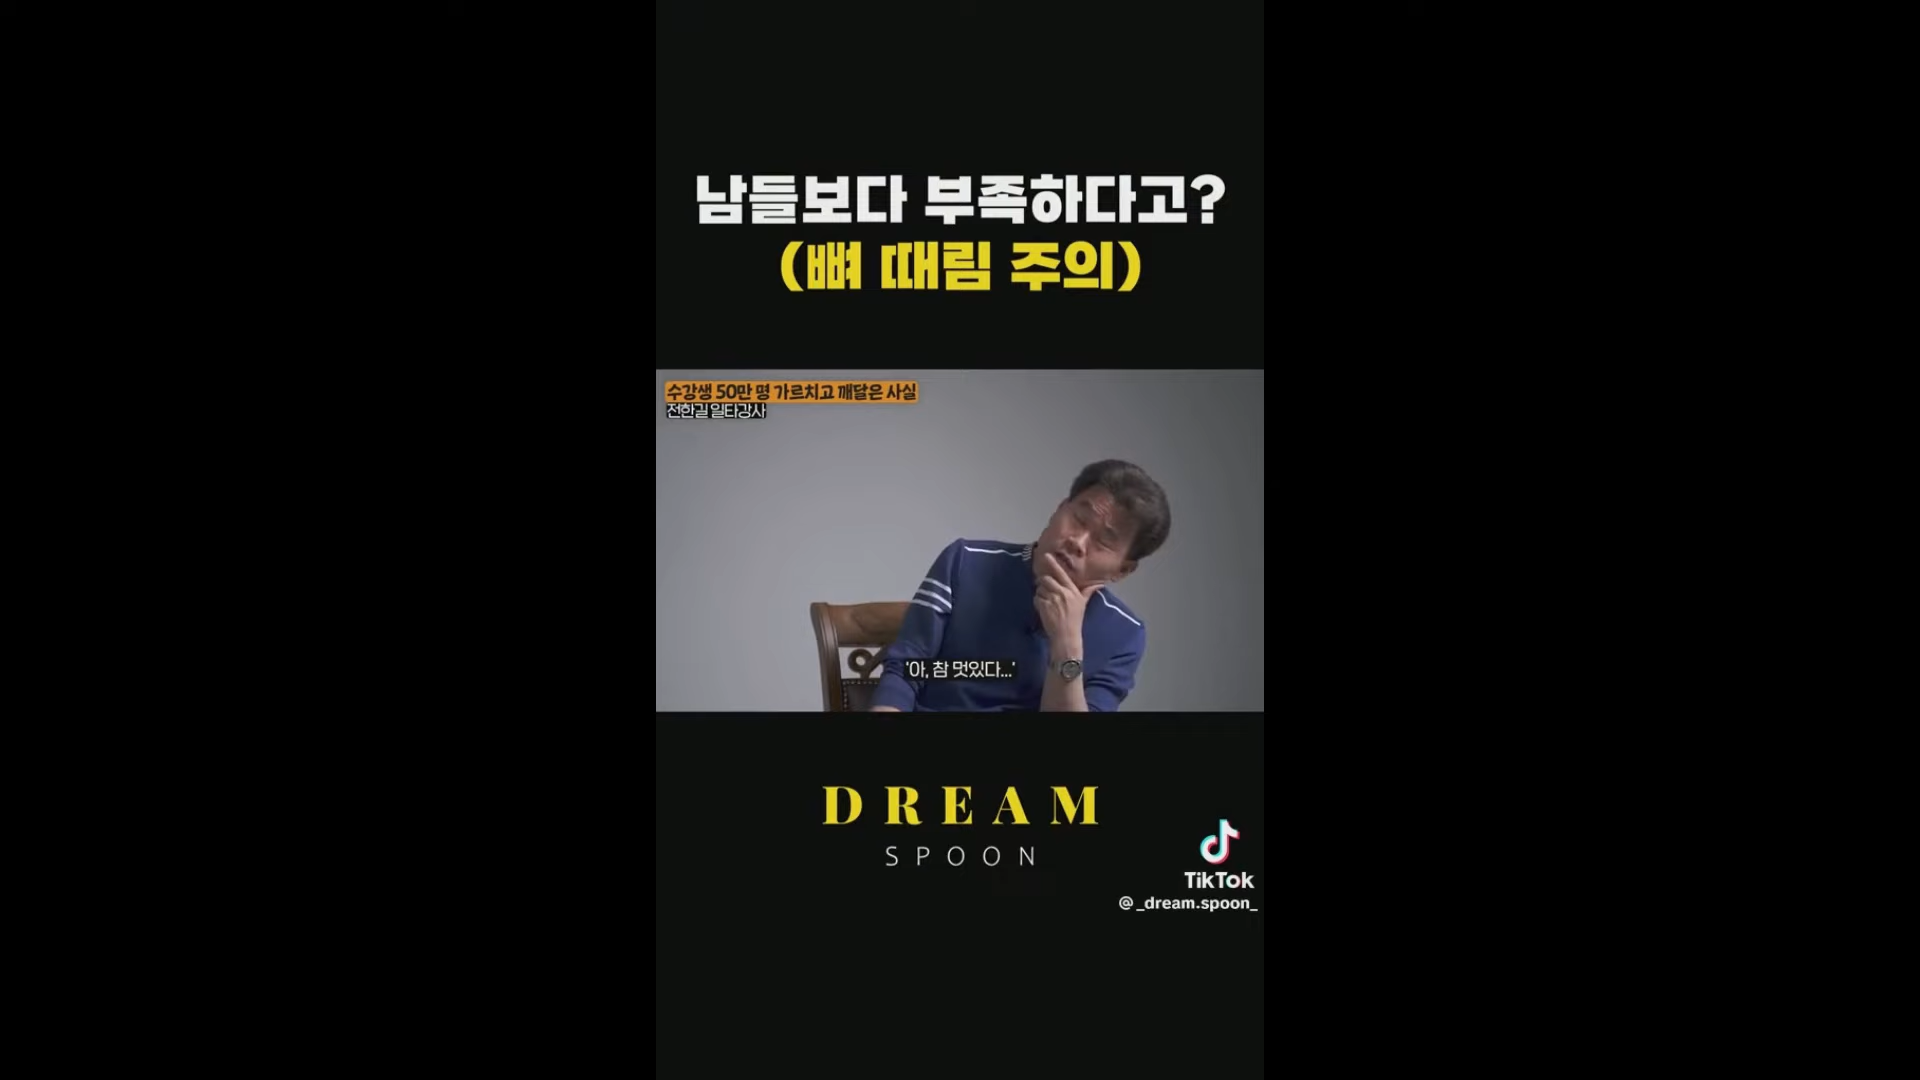 남들보다 부족하다고?
(뼈 때림 주의)
수강생 50만 명 가르치고 깨달은 사실
전한길 일타강사
'아, 참 멋있다...'
DREAM
SPOON
TikTok
@_dream.spoon_